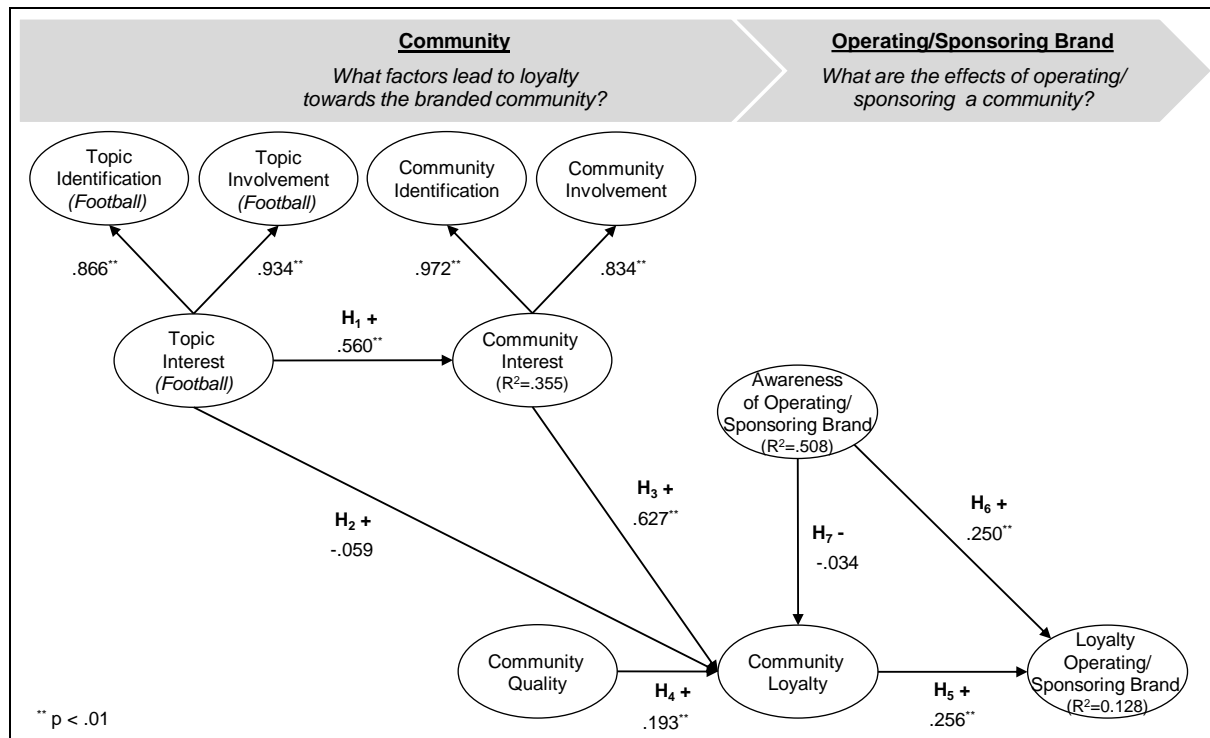 Community
What factors lead to loyalty
towards the branded community?
Operating/Sponsoring Brand
What are the effects of operating/
sponsoring a community?
Topic
Identification
(Football)
Topic
Involvement
(Football)
Community
Identification
Community
Involvement
.866**
.934**
.972**
.834**
H1 +
.560**
Topic
Interest
(Football)
Community
Interest
(R²=.355)
Awareness
of Operating/
Sponsoring Brand
(R²=.508)
H2 +
-.059
H3 +
.627**
H7 -
-.034
H6 +
.250**
Community
Quality
H4 +
.193**
Community
Loyalty
H5 +
.256**
Loyalty
Operating/
Sponsoring Brand
(R²=0.128)
** p < .01